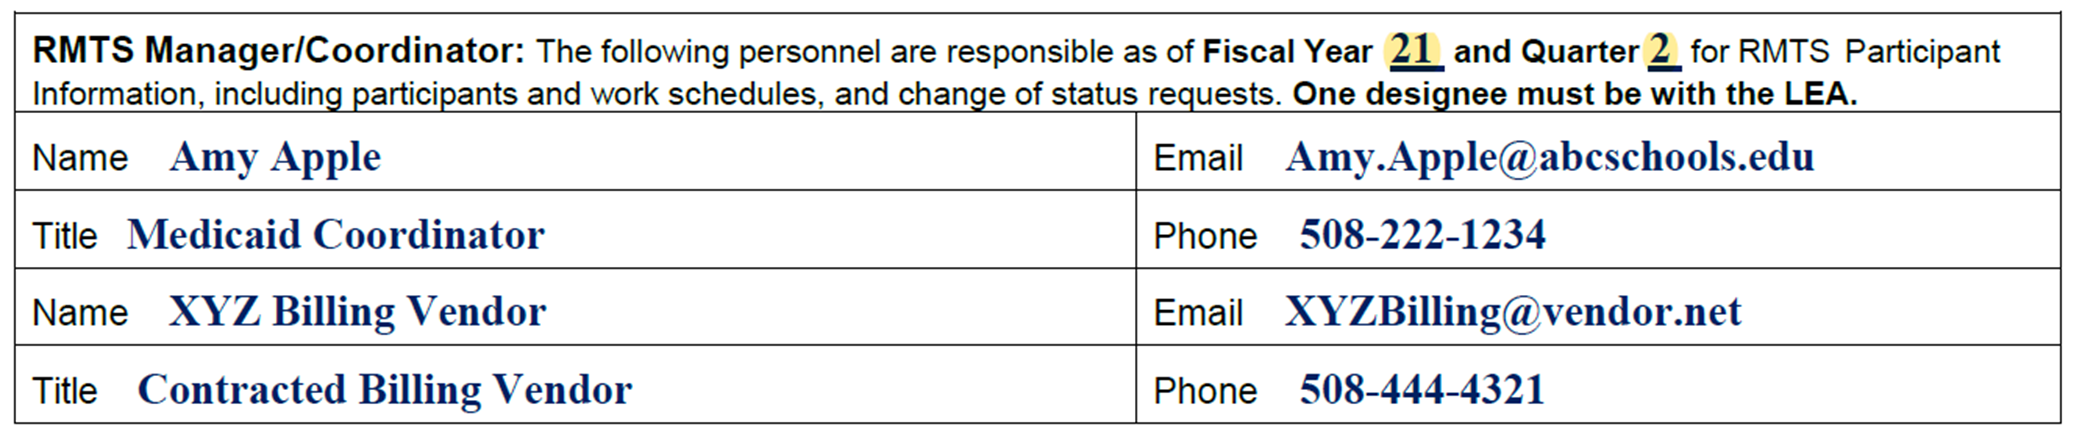 RMTS Manager/Coordinator: The following personnel are responsible as of Fiscal Year 21 and Quarter 2 for RMTS Participant
Information, including participants and work schedules, and change of status requests. One designee must be with the LEA.
Name Amy Apple Email Amy.Apple@abcschools.edu
Title Medicaid Coordinator Phone 508-222-1234
Name XYZ Billing Vendor Email XYZBilling@vendor.net
Title Contracted Billing Vendor Phone 508-444-4321